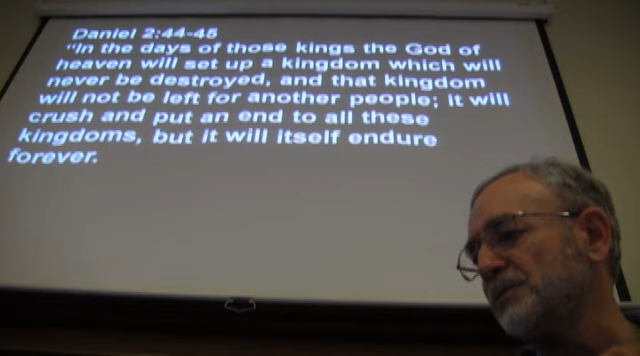 Daniel 2:44-45
"In the days of those kings the God of
heaven will set up a kingdom which will
never be destroyed, and that kingdom
will not be left for another people; it will
crush and put an end to all these
kingdoms, but it will itself endure
forever.